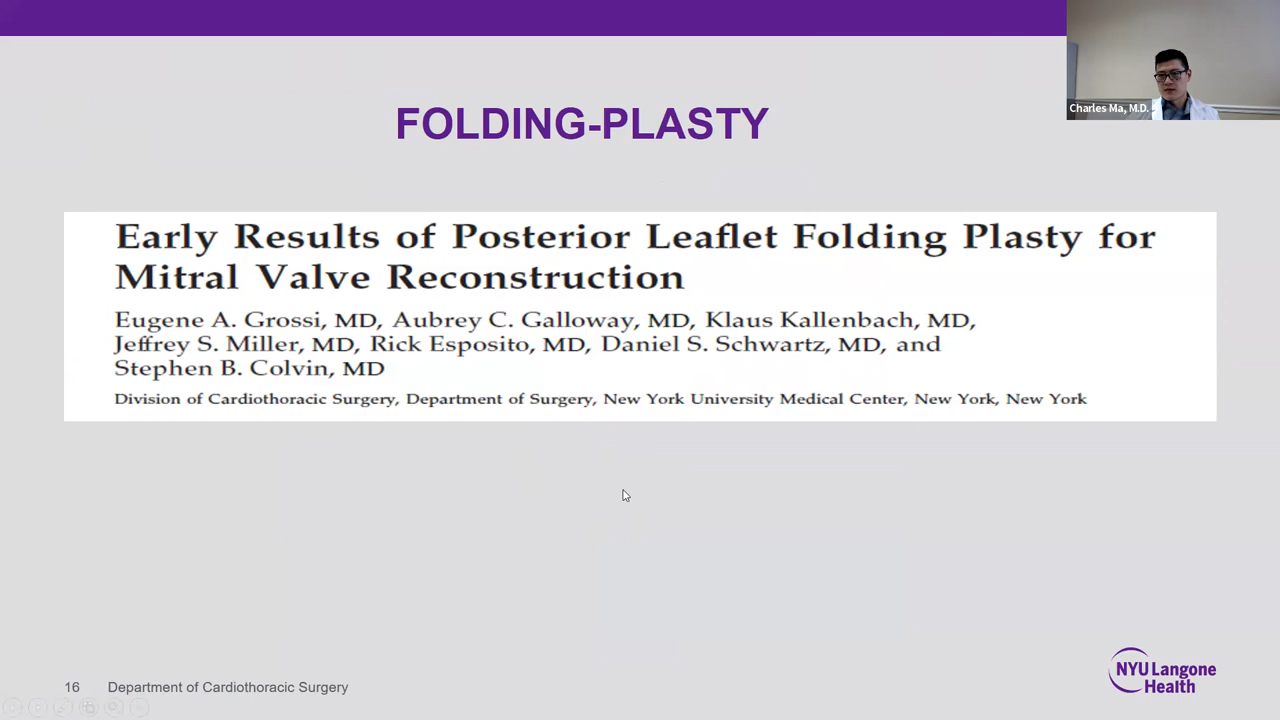 Charles Ma, M.D.
FOLDING-PLASTY
Early Results of Posterior Leaflet Folding Plasty for
Mitral Valve Reconstruction
Eugene A. Grossi, MD, Aubrey C. Galloway, MD, Klaus Kallenbach, MD,
Jeffrey S. Miller, MD, Rick Esposito, MD, Daniel S. Schwartz, MD, and
Stephen B. Colvin, MD
Division of Cardiothoracic Surgery, Department of Surgery, New York University Medical Center, New York, New York
16 Department of Cardiothoracic Surgery
NYU Langone
Health